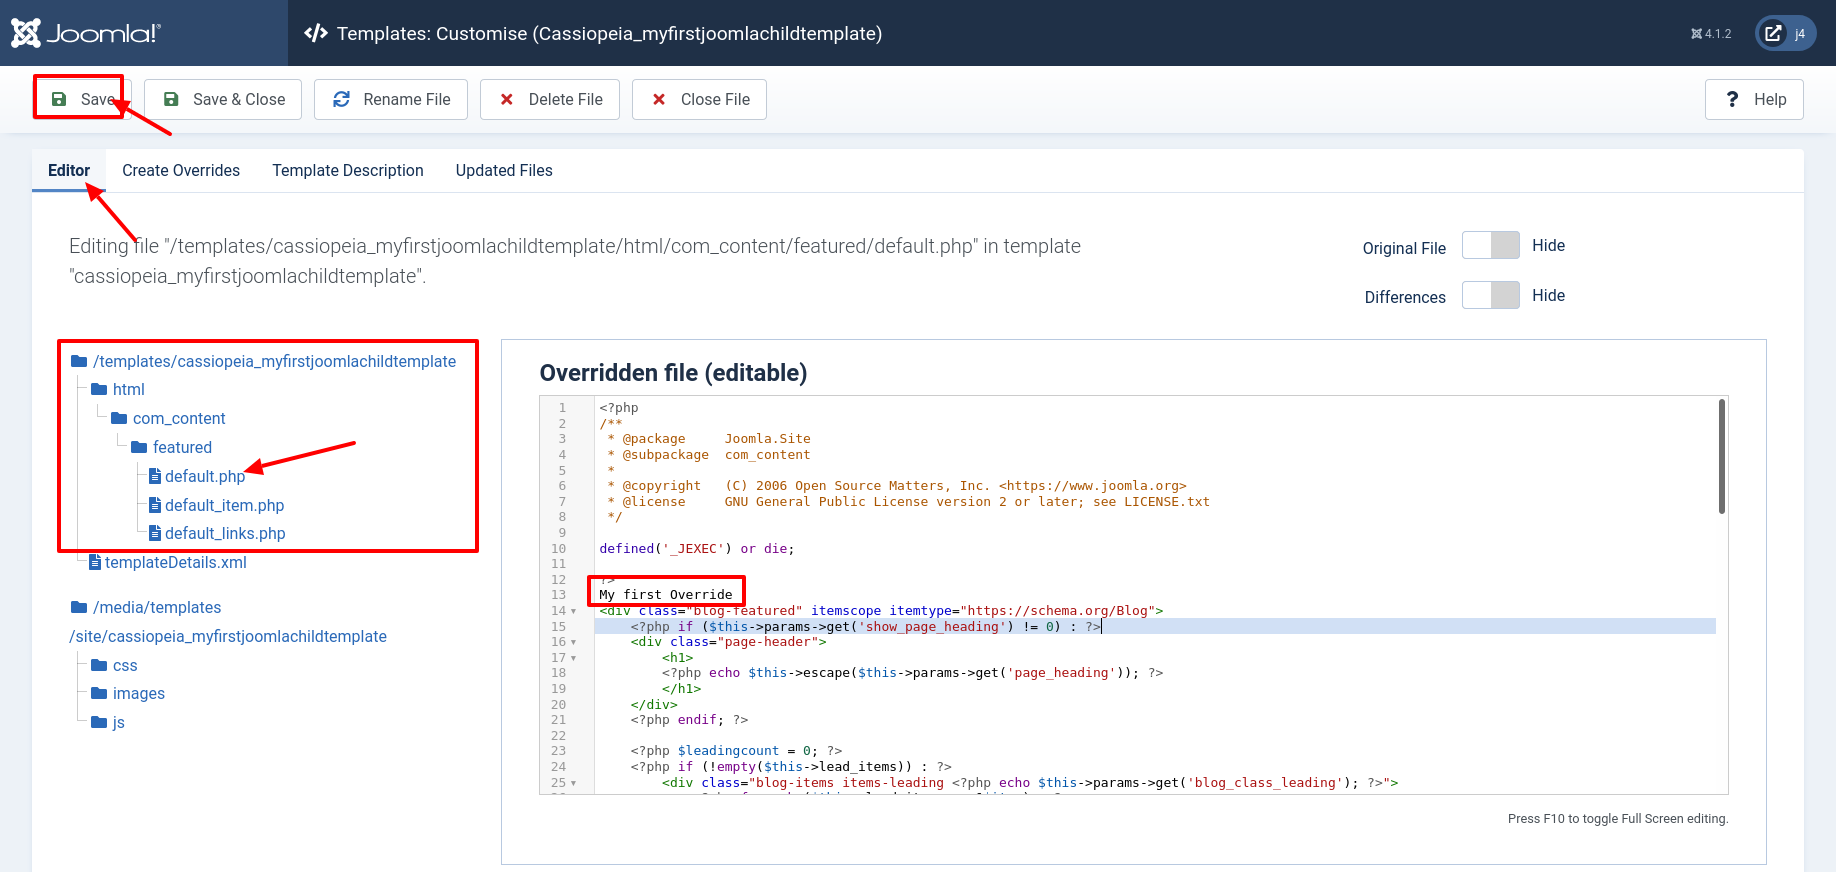 Joomla!®
Templates: Customise (Cassiopeia_myfirstjoomlachildtemplate)
4.1.2
j4
Save
Save & Close
Rename File
Delete File
Close File
Help
Editor
Create Overrides
Template Description
Updated Files
Editing file "/templates/cassiopeia_myfirstjoomlachildtemplate/html/com_content/featured/default.php" in template
"cassiopeia_myfirstjoomlachildtemplate".
Original File Hide
Differences Hide
/templates/cassiopeia_myfirstjoomlachildtemplate
html
com_content
featured
default.php
default_item.php
default_links.php
templateDetails.xml
/media/templates
/site/cassiopeia_myfirstjoomlachildtemplate
css
images
js
Overridden file (editable)
1 <?php
2 /**
3 * @package Joomla.Site
4 * @subpackage com_content
5 *
6 * @copyright (C) 2006 Open Source Matters, Inc. <https://www.joomla.org>
7 * @license GNU General Public License version 2 or later; see LICENSE.txt
8 */
9
10 defined('_JEXEC') or die;
11
12 ?>
13 My first Override
14 <div class="blog-featured" itemscope itemtype="https://schema.org/Blog">
15 <?php if ($this->params->get('show_page_heading') != 0) : ?>
16 <div class="page-header">
17 <h1>
18 <?php echo $this->escape($this->params->get('page_heading')); ?>
19 </h1>
20 </div>
21 <?php endif; ?>
22
23 <?php $leadingcount = 0; ?>
24 <?php if (!empty($this->lead_items)) : ?>
25 <div class="blog-items items-leading <?php echo $this->params->get('blog_class_leading'); ?>">
Press F10 to toggle Full Screen editing.